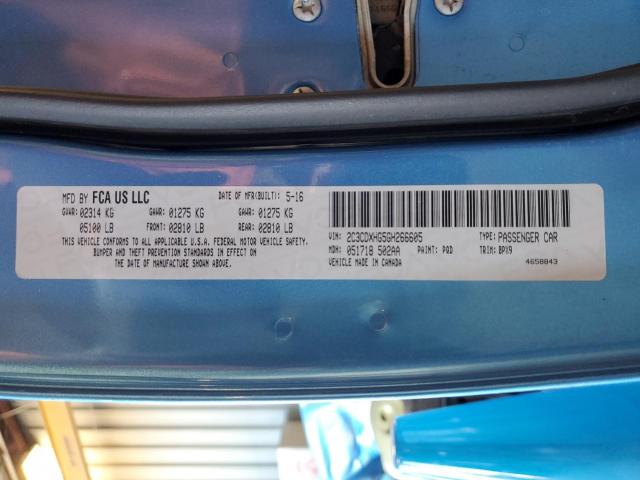 MFD BY FCA US LLC DATE OF MFR(BUILT): 5-16
GVWR: 02314 KG GAWR: 01275 KG GAWR: 01275 KG
05100 LB FRONT: 02810 LB REAR: 02810 LB
THIS VEHICLE CONFORMS TO ALL APPLICABLE U.S.A. FEDERAL MOTOR VEHICLE SAFETY,
BUMPER AND THEFT PREVENTION STANDARDS IN EFFECT ON
THE DATE OF MANUFACTURE SHOWN ABOVE.
VIN: 2C3CDXHG5GH266605 TYPE: PASSENGER CAR
MDH: 051718 502AA PAINT: PQD TRIM: BPX9
VEHICLE MADE IN CANADA 4658843